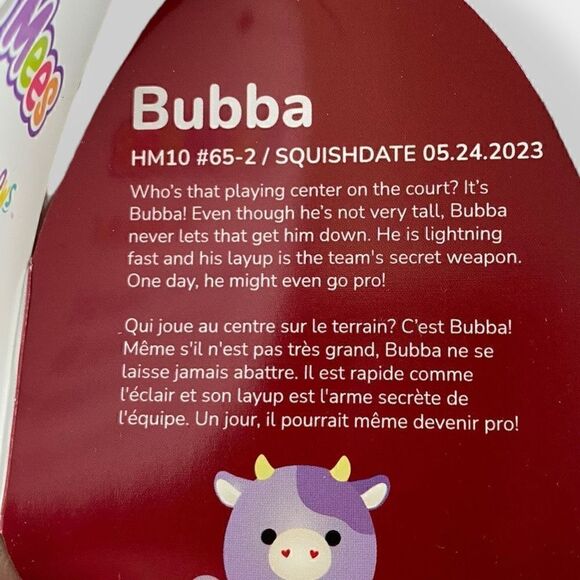 Mees
Bubba
HM10 #65-2 / SQUISHDATE 05.24.2023
Who's that playing center on the court? It's
Bubba! Even though he's not very tall, Bubba
never lets that get him down. He is lightning
fast and his layup is the team's secret weapon.
One day, he might even go pro!
Qui joue au centre sur le terrain? C'est Bubba!
Même s'il n'est pas très grand, Bubba ne se
laisse jamais abattre. Il est rapide comme
l'éclair et son layup est l'arme secrète de
l'équipe. Un jour, il pourrait même devenir pro!